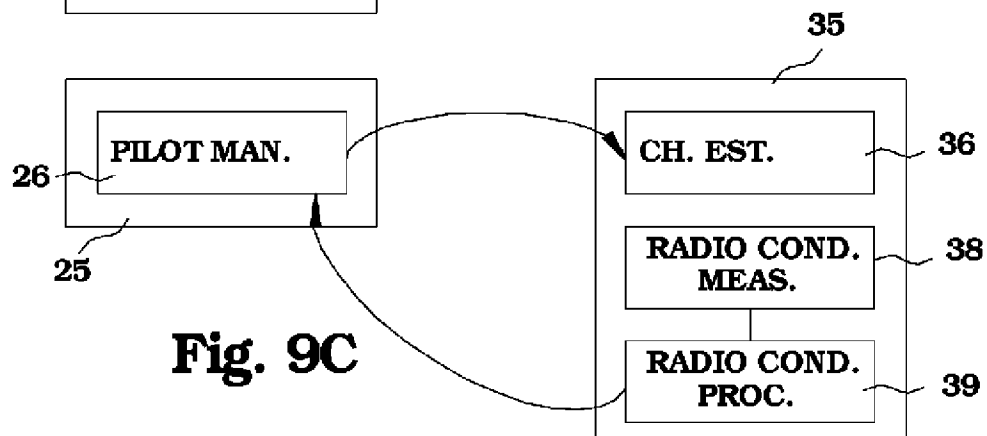 35
PILOT MAN.
26
25
CH. EST.
36
RADIO COND.
MEAS.
38
RADIO COND.
PROC.
39
Fig. 9C